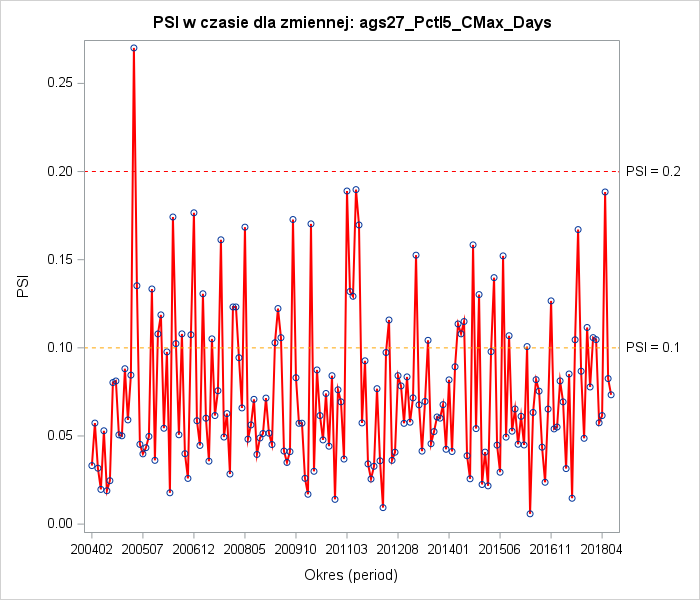 PSI w czasie dla zmiennej: ags27_Pctl5_CMax_Days
0.25
0.20
PSI = 0.2
0.15
PSI
0.10
PSI = 0.1
0.05
0.00
200402 200507 200612 200805 200910 201103 201208 201401 201506 201611 201804
Okres (period)